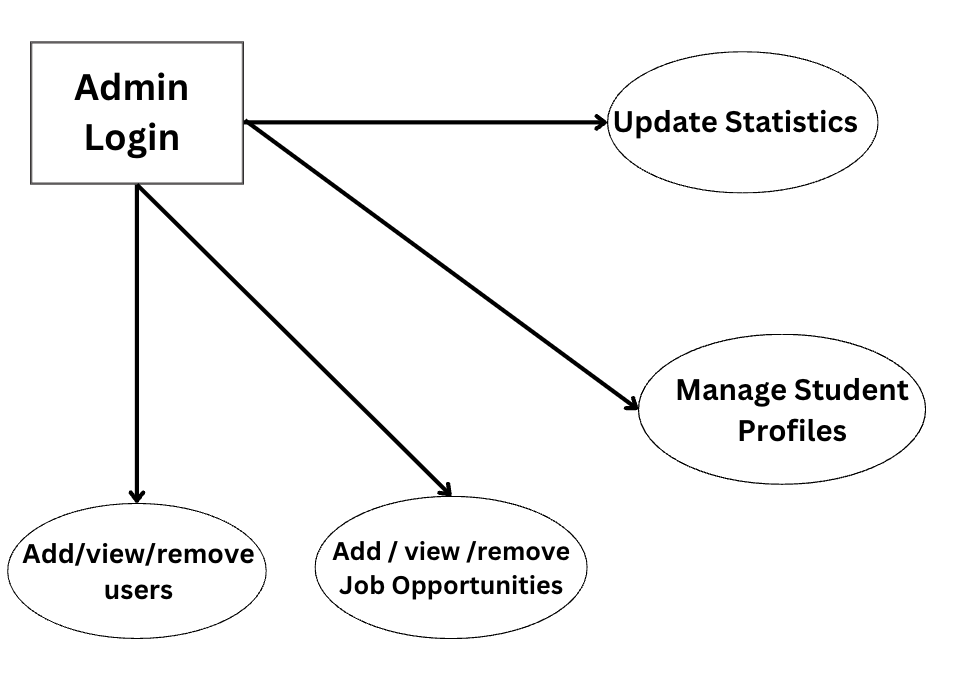 Admin
Login
Update Statistics
Manage Student
Profiles
Add/view/remove
users
Add / view /remove
Job Opportunities